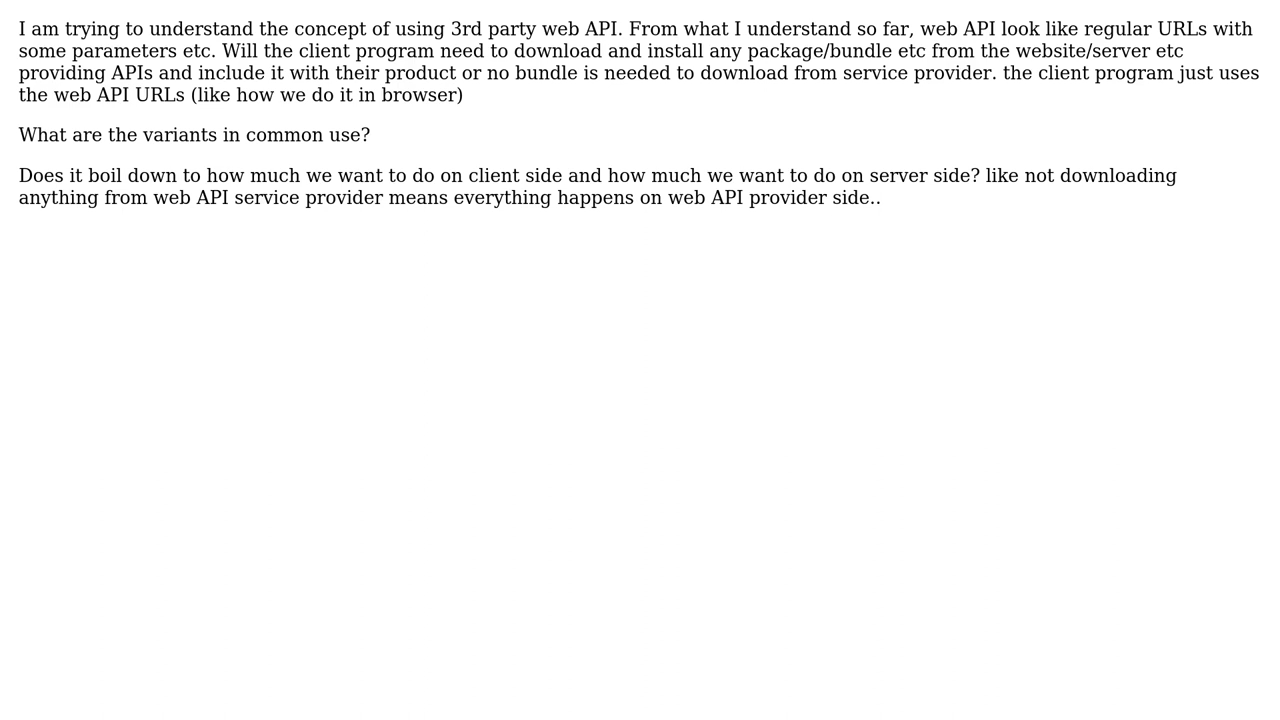 I am trying to understand the concept of using 3rd party web API. From what I understand so far, web API look like regular URLs with
some parameters etc. Will the client program need to download and install any package/bundle etc from the website/server etc
providing APIs and include it with their product or no bundle is needed to download from service provider. the client program just uses
the web API URLs (like how we do it in browser)
What are the variants in common use?
Does it boil down to how much we want to do on client side and how much we want to do on server side? like not downloading
anything from web API service provider means everything happens on web API provider side..